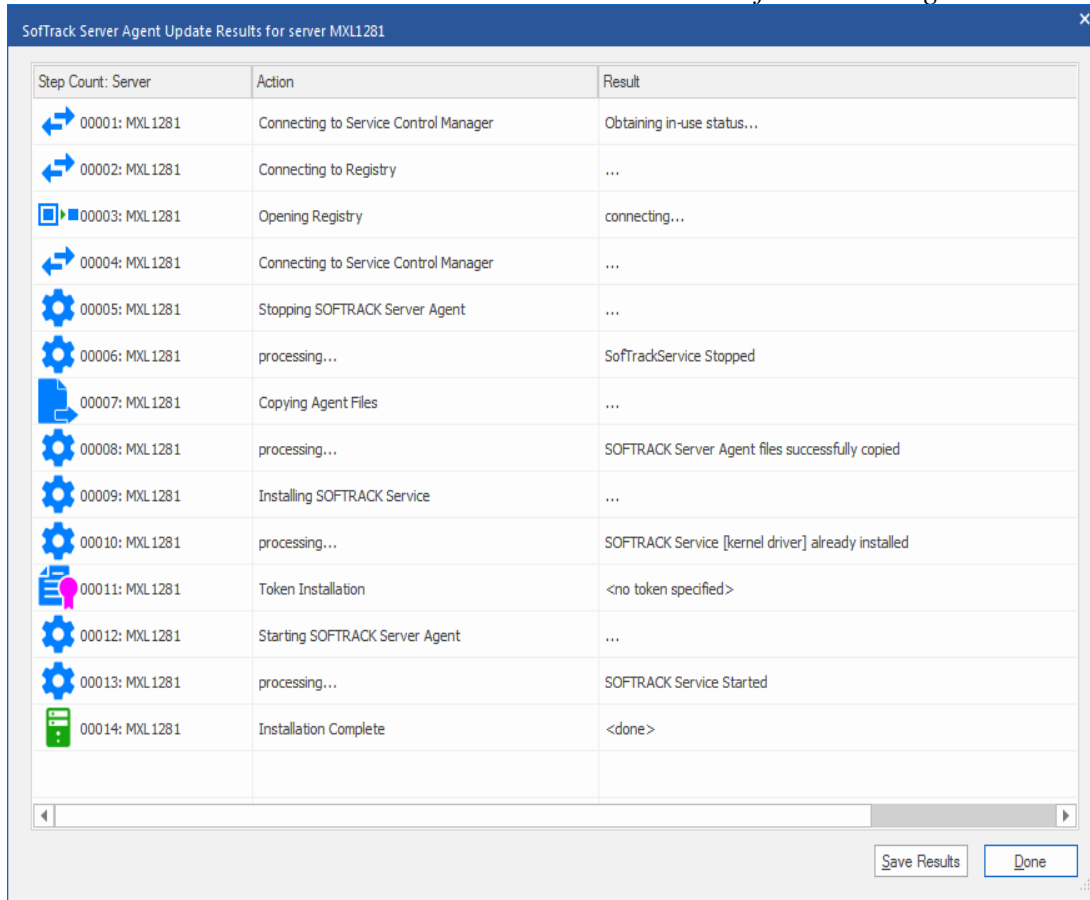 SofTrack Server Agent Update Results for server MXL1281
Step Count: Server Action Result
00001: MXL1281 Connecting to Service Control Manager Obtaining in-use status...
00002: MXL1281 Connecting to Registry ...
00003: MXL1281 Opening Registry connecting...
00004: MXL1281 Connecting to Service Control Manager ...
00005: MXL1281 Stopping SOFTRACK Server Agent ...
00006: MXL1281 processing... SofTrackService Stopped
00007: MXL1281 Copying Agent Files ...
00008: MXL1281 processing... SOFTRACK Server Agent files successfully copied
00009: MXL1281 Installing SOFTRACK Service ...
00010: MXL1281 processing... SOFTRACK Service [kernel driver] already installed
00011: MXL1281 Token Installation <no token specified>
00012: MXL1281 Starting SOFTRACK Server Agent ...
00013: MXL1281 processing... SOFTRACK Service Started
00014: MXL1281 Installation Complete <done>
Save Results Done